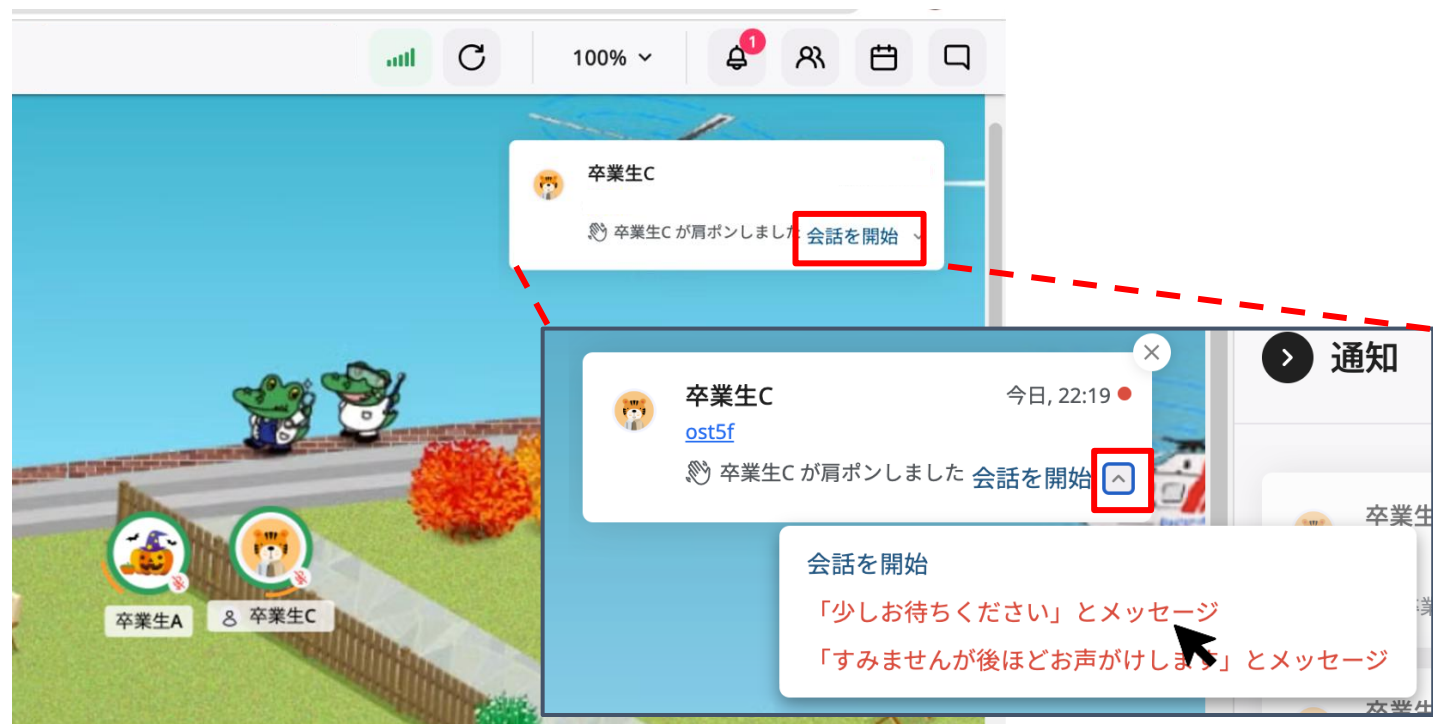 100%
1
卒業生C
卒業生C が肩ポンしました 会話を開始
通知
卒業生C
今日, 22:19
ost5f
卒業生C が肩ポンしました 会話を開始
卒業生
会話を開始
「少しお待ちください」とメッセージ
「すみませんが後ほどお声がけします」とメッセージ
卒業生
卒業生A
卒業生C